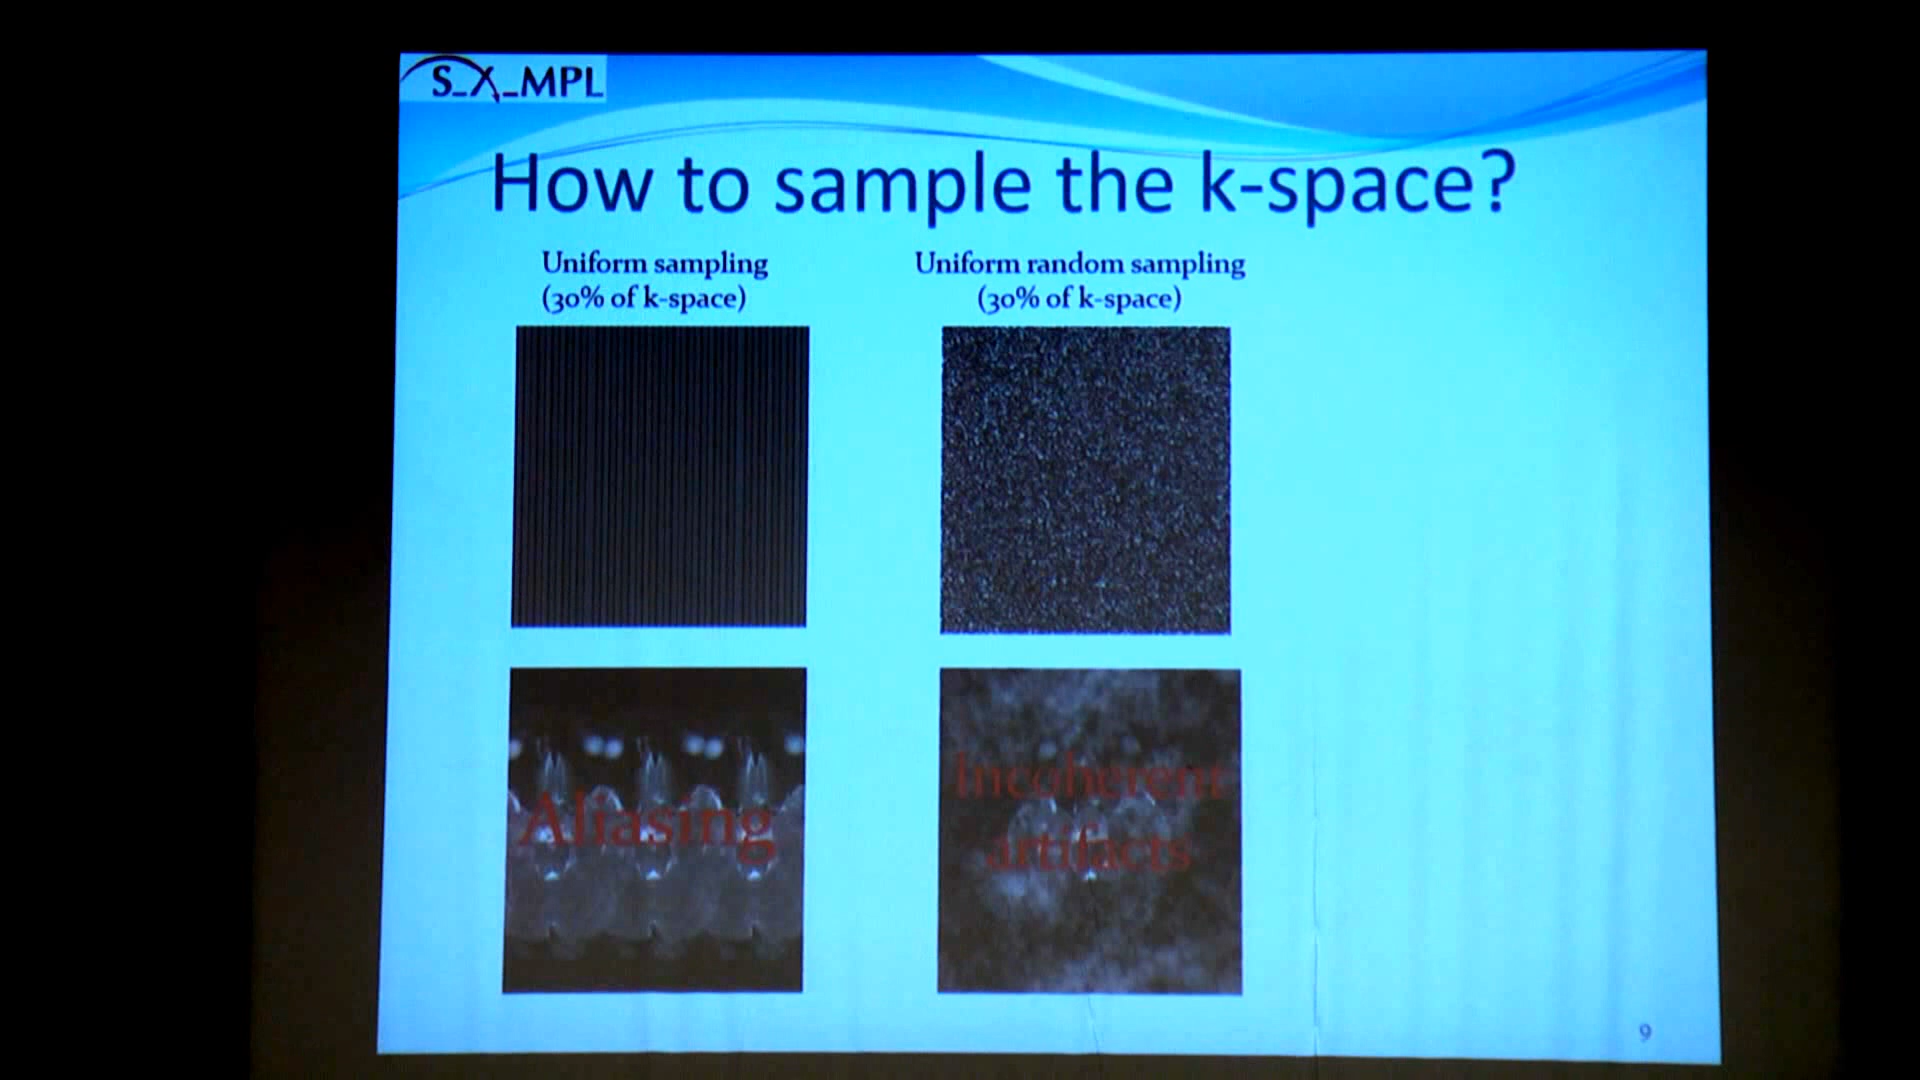 S_X_MPL
How to sample the k-space?
Uniform sampling
(30% of k-space)
Uniform random sampling
(30% of k-space)
Aliasing
Incoherent
artifacts
9